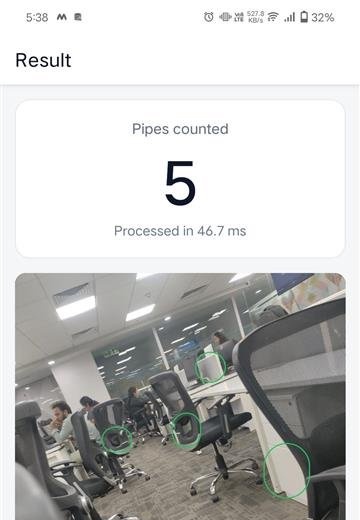 5:38 527.8 KB/s 32%
Result
Pipes counted
5
Processed in 46.7 ms